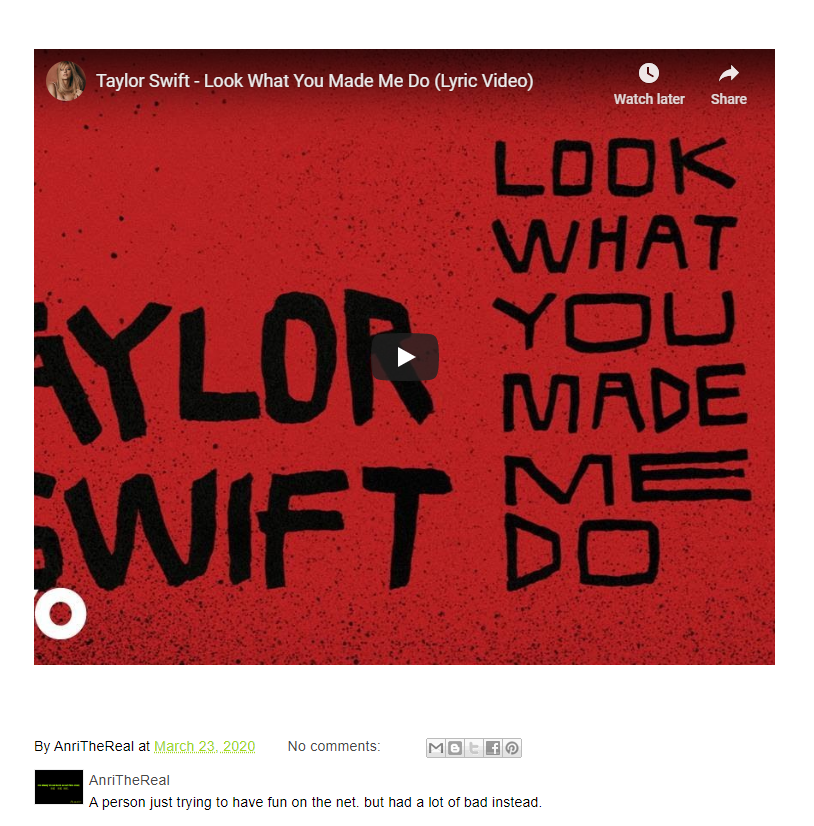 Taylor Swift - Look What You Made Me Do (Lyric Video)
Watch later
Share
LOOK
WHAT
YOU
MADE
ME
DO
AYLOR
SWIFT
By AnriTheReal at March 23, 2020 No comments:
AnriTheReal
A person just trying to have fun on the net. but had a lot of bad instead.